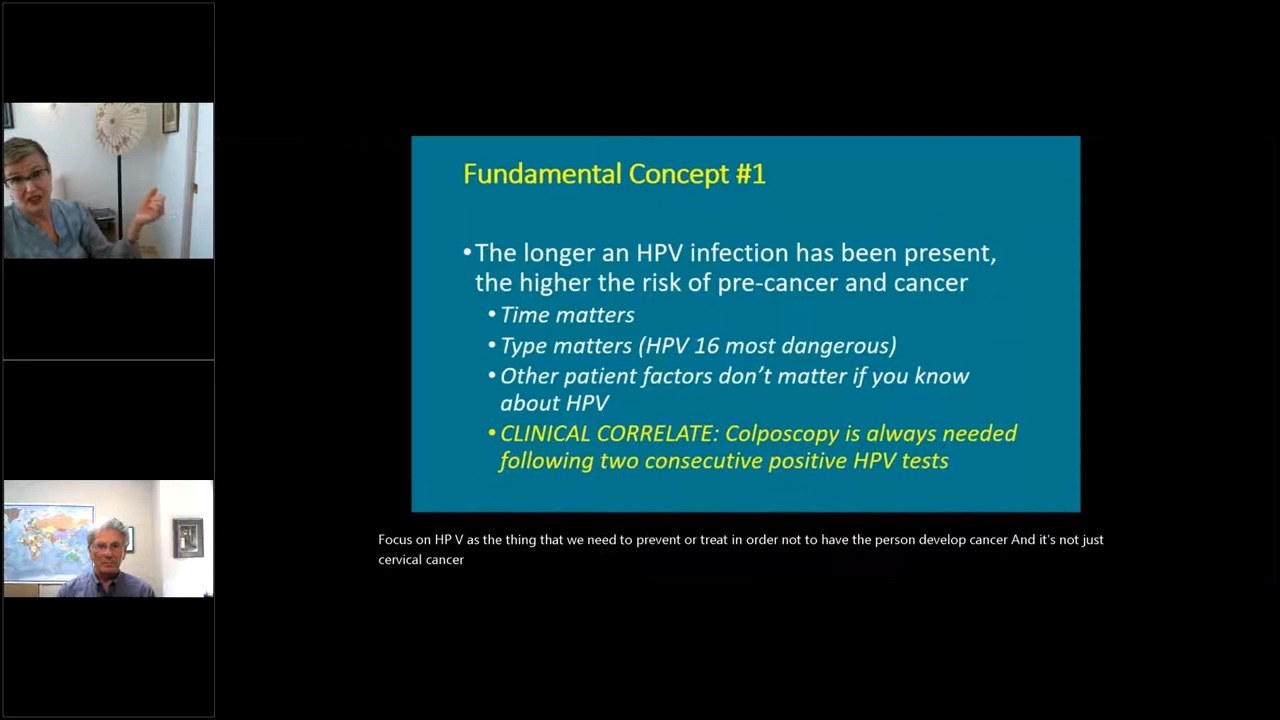 Fundamental Concept #1
•The longer an HPV infection has been present,
the higher the risk of pre-cancer and cancer
•Time matters
•Type matters (HPV 16 most dangerous)
•Other patient factors don't matter if you know
about HPV
•CLINICAL CORRELATE: Colposcopy is always needed
following two consecutive positive HPV tests
Focus on HP V as the thing that we need to prevent or treat in order not to have the person develop cancer And it's not just
cervical cancer